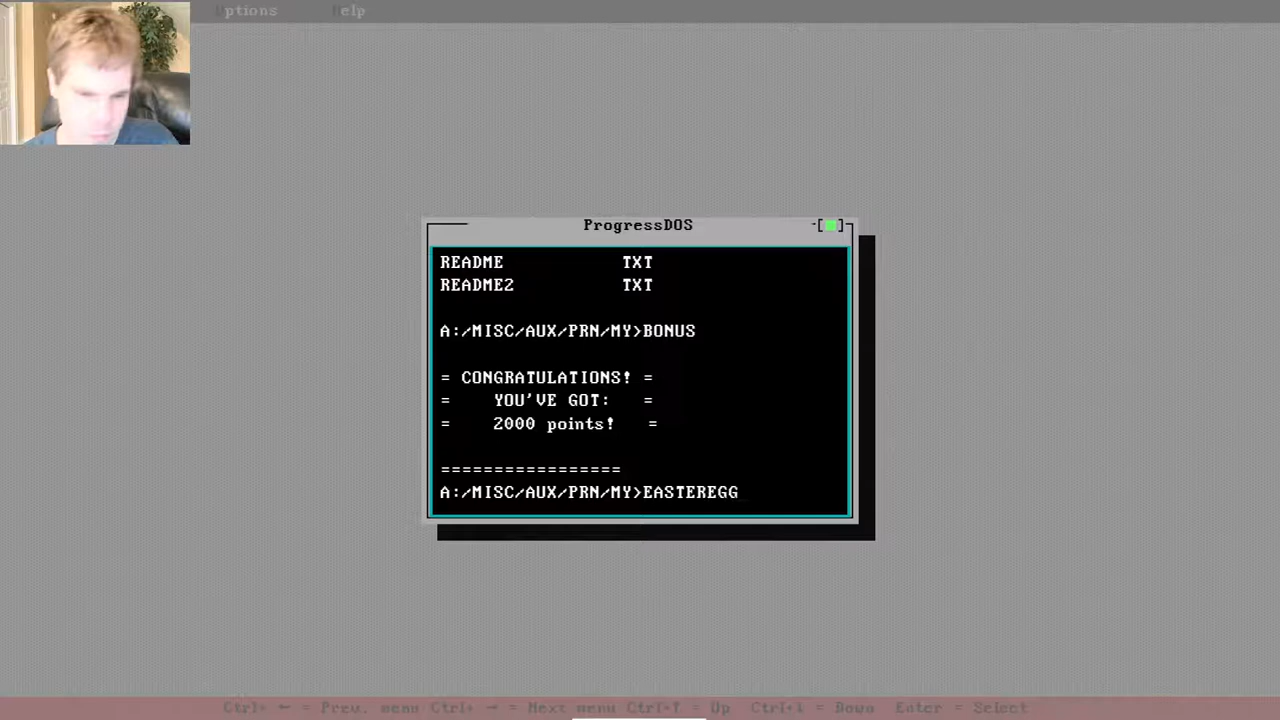 ptions Help
ProgressDOS
[■]
README TXT
README2 TXT
A:/MISC/AUX/PRN/MY>BONUS
= CONGRATULATIONS! =
= YOU'VE GOT: =
= 2000 points! =
=================
A:/MISC/AUX/PRN/MY>EASTEREGG
Ctrl+ ← = Prev. menu Ctrl+ → = Next menu Ctrl+↑ = Up Ctrl+↓ = Down Enter = Select